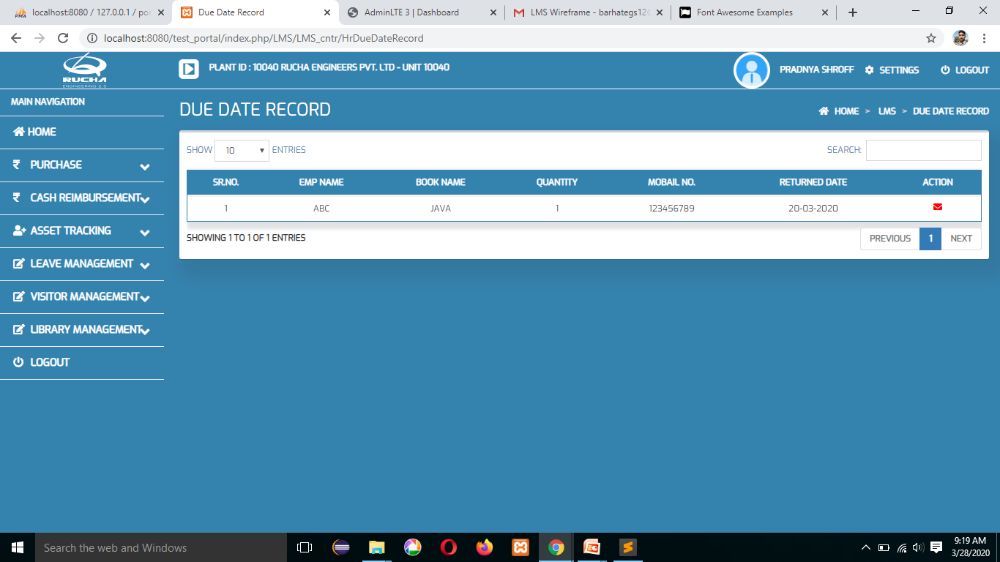 localhost:8080 / 127.0.0.1 / por
Due Date Record
AdminLTE 3 | Dashboard
LMS Wireframe - barhategs126
Font Awesome Examples
localhost:8080/test_portal/index.php/LMS/LMS_cntr/HrDueDateRecord
RUCHA
ENGINEERING 2.0
PLANT ID : 10040 RUCHA ENGINEERS PVT. LTD - UNIT 10040
PRADNYA SHROFF
SETTINGS
LOGOUT
MAIN NAVIGATION
HOME
PURCHASE
CASH REIMBURSEMENT
ASSET TRACKING
LEAVE MANAGEMENT
VISITOR MANAGEMENT
LIBRARY MANAGEMENT
LOGOUT
DUE DATE RECORD
HOME > LMS > DUE DATE RECORD
SHOW 10 ENTRIES
SEARCH:
SR.NO. EMP NAME BOOK NAME QUANTITY MOBAIL NO. RETURNED DATE ACTION
1 ABC JAVA 1 123456789 20-03-2020
SHOWING 1 TO 1 OF 1 ENTRIES
PREVIOUS 1 NEXT
Search the web and Windows
9:19 AM
3/28/2020